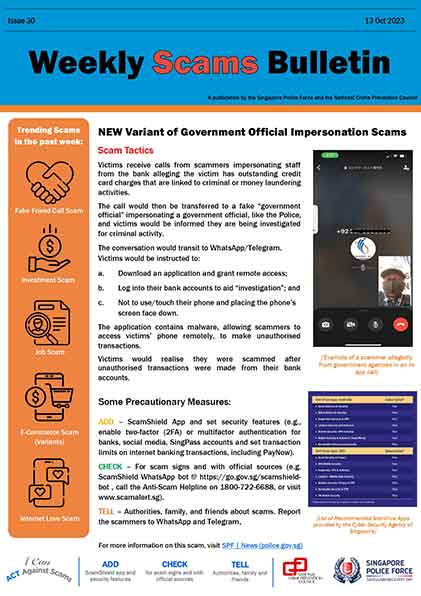 Issue 30
13 Oct 2023
Weekly Scams Bulletin
A publication by the Singapore Police Force and the National Crime Prevention Council
Trending Scams
in the past week:
Fake Friend Call Scam
Investment Scam
Job Scam
E-Commerce Scam
(Variants)
Internet Love Scam
NEW Variant of Government Official Impersonation Scams
Scam Tactics
Victims receive calls from scammers impersonating staff
from the bank alleging the victim has outstanding credit
card charges that are linked to criminal or money laundering
activities.
The call would then be transferred to a fake “government
official” impersonating a government official, like the Police,
and victims would be informed they are being investigated
for criminal activity.
The conversation would transit to WhatsApp/Telegram.
Victims would be instructed to:
a. Download an application and grant remote access;
b. Log into their bank accounts to aid “investigation”; and
c. Not to use/touch their phone and placing the phone’s
screen face down.
The application contains malware, allowing scammers to
access victims’ phone remotely, to make unauthorised
transactions.
Victims would realise they were scammed after
unauthorised transactions were made from their bank
accounts.
Some Precautionary Measures:
ADD – ScamShield App and set security features (e.g.,
enable two-factor (2FA) or multifactor authentication for
banks, social media, SingPass accounts and set transaction
limits on internet banking transactions, including PayNow).
CHECK – For scam signs and with official sources (e.g.
ScamShield WhatsApp bot @ https://go.gov.sg/scamshield-
bot , call the Anti-Scam Helpline on 1800-722-6688, or visit
www.scamalert.sg).
TELL – Authorities, family, and friends about scams. Report
the scammers to WhatsApp and Telegram.
For more information on this scam, visit SPF | News (police.gov.sg)
+92
[Example of a scammer allegedly
from government agencies in an in
app call]
[List of Recommended Antivirus Apps
provided by the Cyber Security Agency of
Singapore]
I Can
ACT Against Scams
ADD
ScamShield app and
security features
CHECK
for scam signs and with
official sources
TELL
Authorities, family and
friends
NATIONAL
CRIME PREVENTION
COUNCIL
SINGAPORE
POLICE FORCE
SAFEGUARDING EVERY DAY